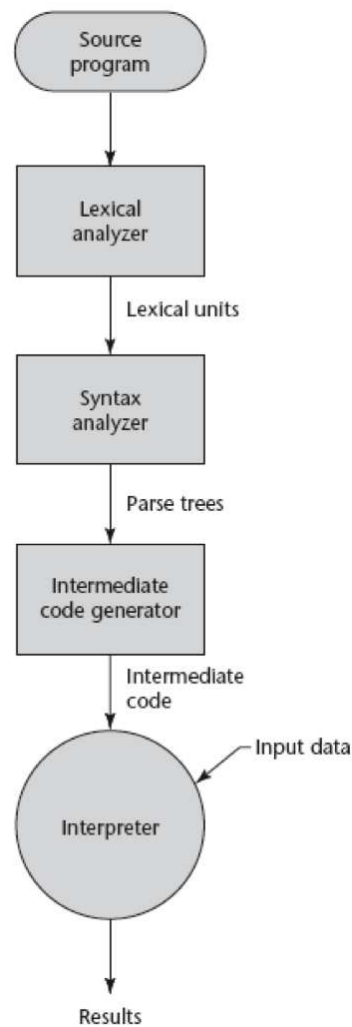 Source
program
Lexical
analyzer
Lexical units
Syntax
analyzer
Parse trees
Intermediate
code generator
Intermediate
code
Input data
Interpreter
Results